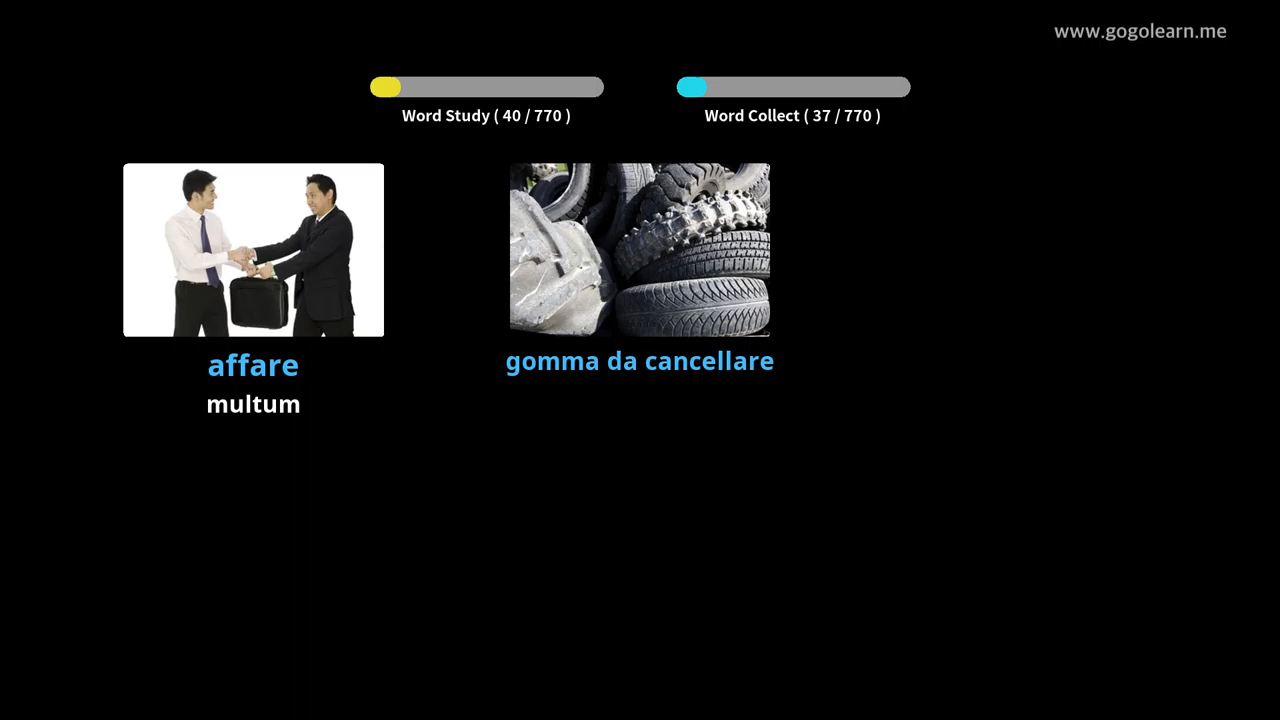 www.gogolearn.me
Word Study ( 40 / 770 )
Word Collect ( 37 / 770 )
affare
multum
gomma da cancellare